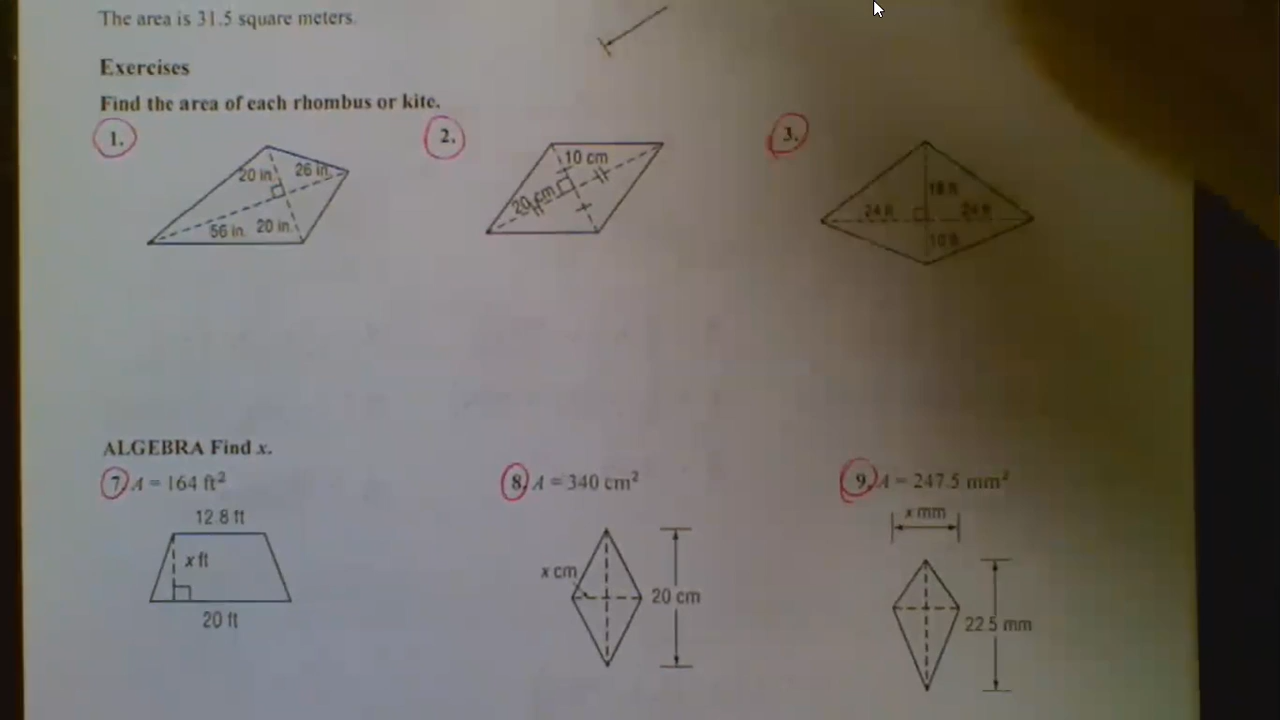 The area is 31.5 square meters.
Exercises
Find the area of each rhombus or kite.
1.
20 in.
26 in.
56 in.
20 in.
2.
10 cm
20 cm
3.
18 ft
24 ft
24 ft
10 ft
ALGEBRA Find x.
7. A = 164 ft²
12.8 ft
x ft
20 ft
8. A = 340 cm²
x cm
20 cm
9. A = 247.5 mm²
x mm
22.5 mm